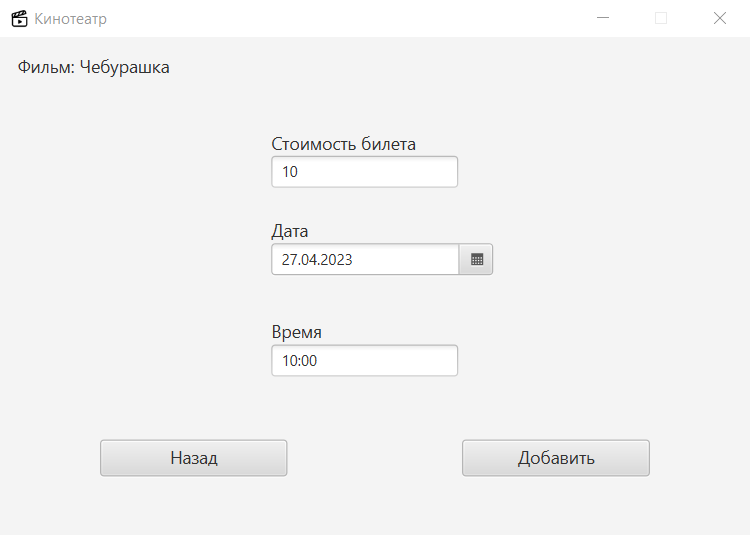 Кинотеатр
Фильм: Чебурашка
Стоимость билета
10
Дата
27.04.2023
Время
10:00
Назад
Добавить